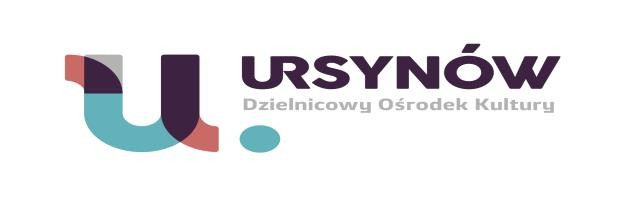 u.
URSYNÓW
Dzielnicowy Ośrodek Kultury